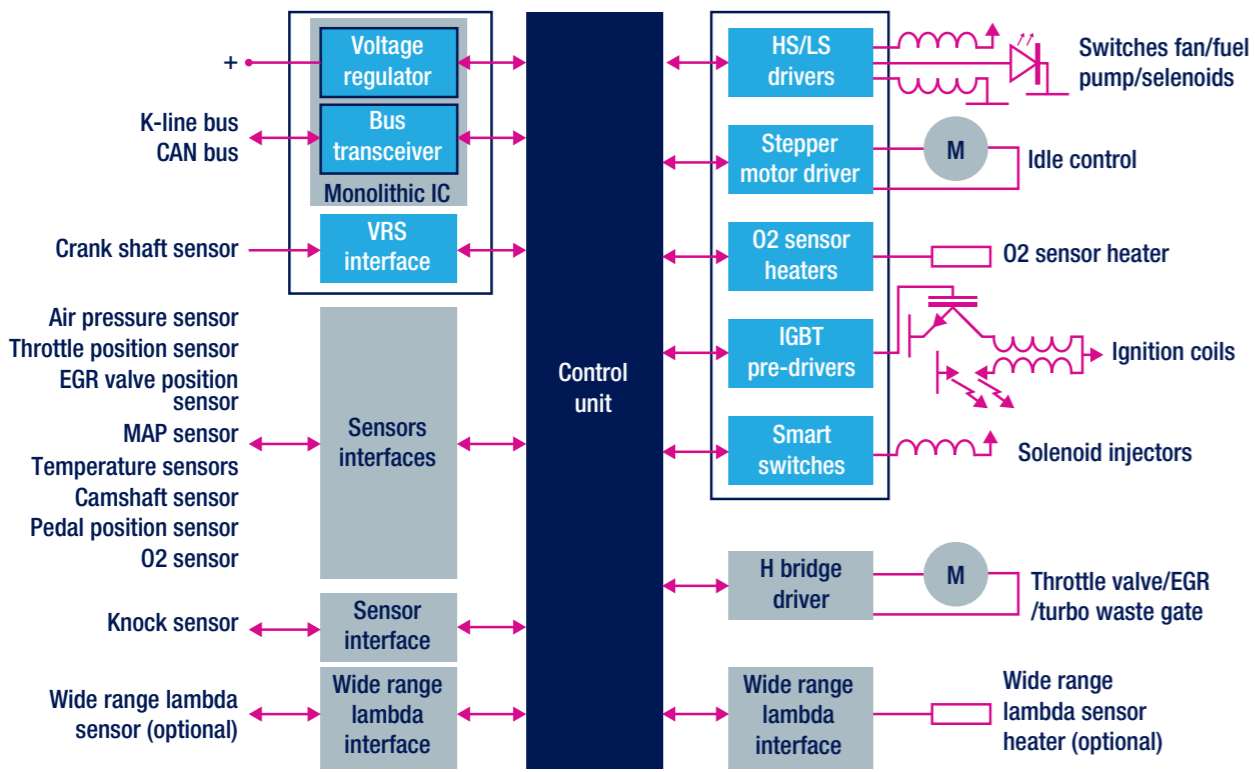 +
K-line bus
CAN bus
Crank shaft sensor
Air pressure sensor
Throttle position sensor
EGR valve position
sensor
MAP sensor
Temperature sensors
Camshaft sensor
Pedal position sensor
O2 sensor
Knock sensor
Wide range lambda
sensor (optional)
Voltage
regulator
Bus
transceiver
Monolithic IC
VRS
interface
Sensors
interfaces
Sensor
interface
Wide range
lambda
interface
Control
unit
HS/LS
drivers
Stepper
motor driver
O2 sensor
heaters
IGBT
pre-drivers
Smart
switches
H bridge
driver
Wide range
lambda
interface
Switches fan/fuel
pump/selenoids
M
Idle control
O2 sensor heater
Ignition coils
Solenoid injectors
M
Throttle valve/EGR
/turbo waste gate
Wide range
lambda sensor
heater (optional)